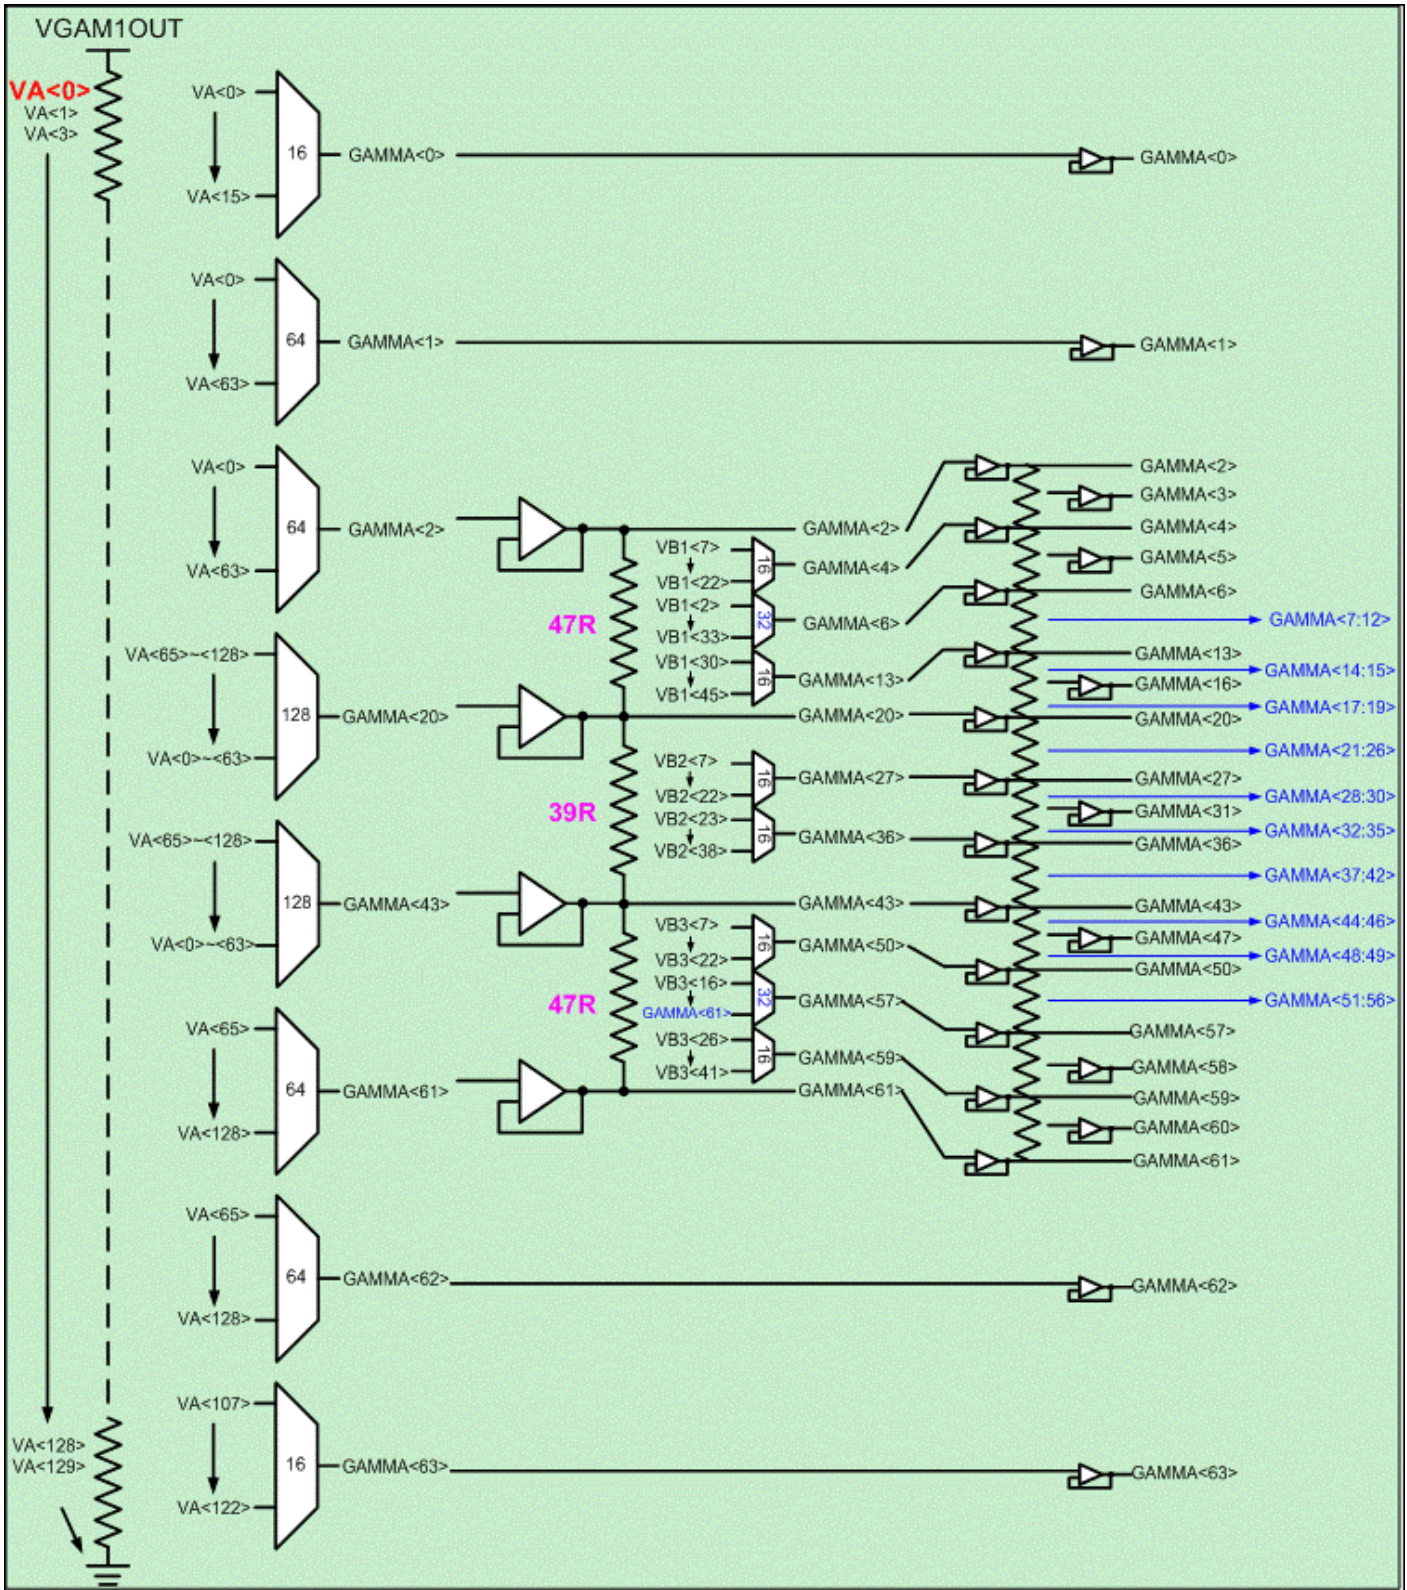 VGAM1OUT
VA<0>
VA<1>
VA<3>
VA<128>
VA<129>
VA<0>
VA<15>
16
GAMMA<0>
GAMMA<0>
VA<0>
VA<63>
64
GAMMA<1>
GAMMA<1>
VA<0>
VA<63>
64
GAMMA<2>
VA<65>~<128>
VA<0>~<63>
128
GAMMA<20>
VA<65>~<128>
VA<0>~<63>
128
GAMMA<43>
VA<65>
VA<128>
64
GAMMA<61>
47R
39R
47R
GAMMA<2>
VB1<7>
VB1<22>
16
GAMMA<4>
VB1<2>
VB1<33>
32
GAMMA<6>
VB1<30>
VB1<45>
16
GAMMA<13>
GAMMA<20>
VB2<7>
VB2<22>
16
GAMMA<27>
VB2<23>
VB2<38>
16
GAMMA<36>
GAMMA<43>
VB3<7>
VB3<22>
16
GAMMA<50>
VB3<16>
GAMMA<61>
32
GAMMA<57>
VB3<26>
VB3<41>
16
GAMMA<59>
GAMMA<61>
GAMMA<2>
GAMMA<3>
GAMMA<4>
GAMMA<5>
GAMMA<6>
GAMMA<7:12>
GAMMA<13>
GAMMA<14:15>
GAMMA<16>
GAMMA<17:19>
GAMMA<20>
GAMMA<21:26>
GAMMA<27>
GAMMA<28:30>
GAMMA<31>
GAMMA<32:35>
GAMMA<36>
GAMMA<37:42>
GAMMA<43>
GAMMA<44:46>
GAMMA<47>
GAMMA<48:49>
GAMMA<50>
GAMMA<51:56>
GAMMA<57>
GAMMA<58>
GAMMA<59>
GAMMA<60>
GAMMA<61>
VA<65>
VA<128>
64
GAMMA<62>
GAMMA<62>
VA<107>
VA<122>
16
GAMMA<63>
GAMMA<63>